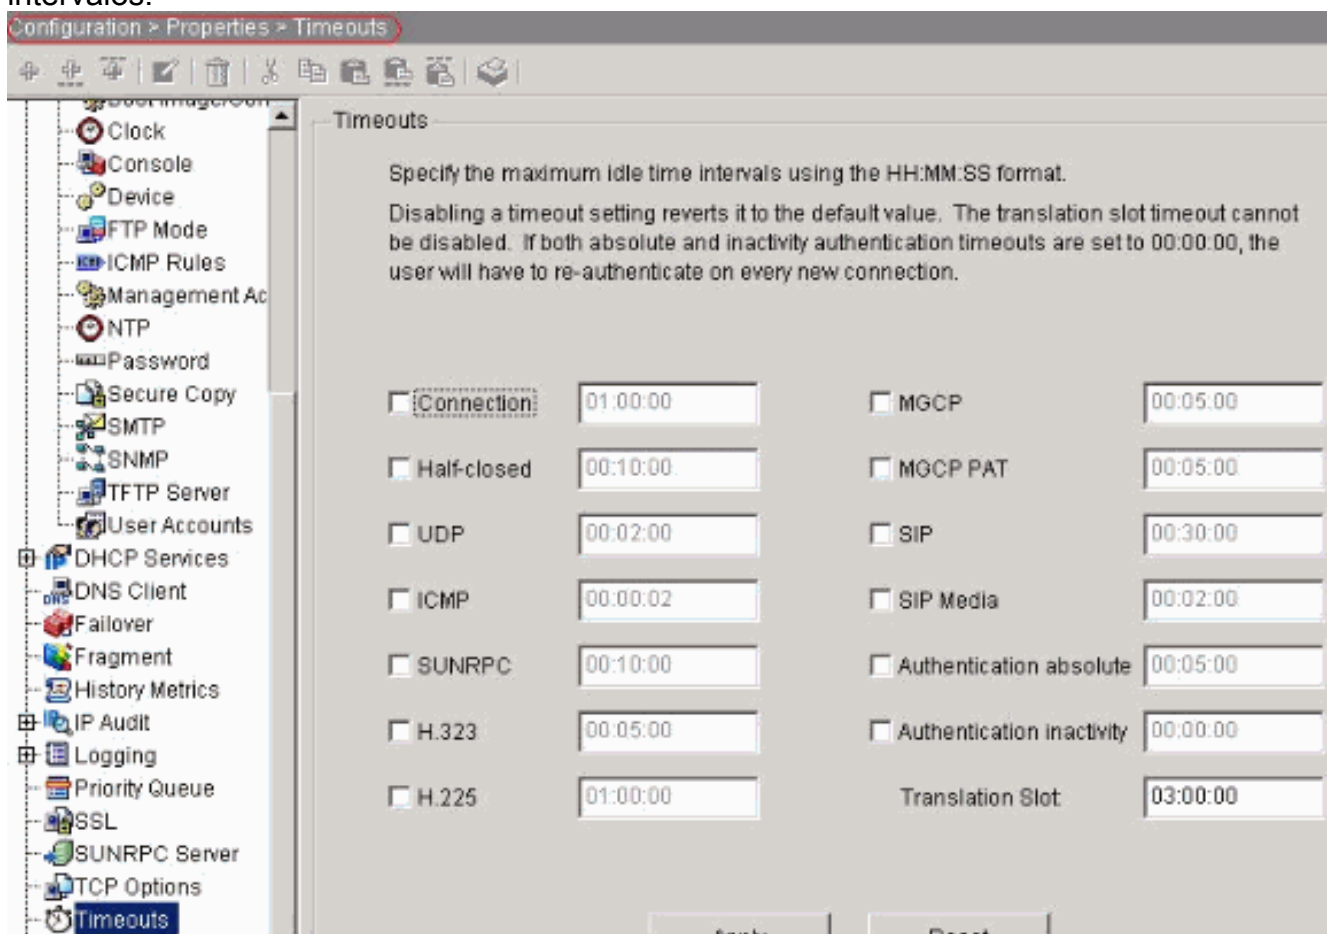 intervalos.
Configuration > Properties > Timeouts
Clock
Console
Device
FTP Mode
ICMP Rules
Management Ac
NTP
Password
Secure Copy
SMTP
SNMP
TFTP Server
User Accounts
DHCP Services
DNS Client
Failover
Fragment
History Metrics
IP Audit
Logging
Priority Queue
SSL
SUNRPC Server
TCP Options
Timeouts
Timeouts
Specify the maximum idle time intervals using the HH:MM:SS format.
Disabling a timeout setting reverts it to the default value. The translation slot timeout cannot
be disabled. If both absolute and inactivity authentication timeouts are set to 00:00:00, the
user will have to re-authenticate on every new connection.
Connection 01:00:00 MGCP 00:05:00
Half-closed 00:10:00 MGCP PAT 00:05:00
UDP 00:02:00 SIP 00:30:00
ICMP 00:00:02 SIP Media 00:02:00
SUNRPC 00:10:00 Authentication absolute 00:05:00
H.323 00:05:00 Authentication inactivity 00:00:00
H.225 01:00:00 Translation Slot: 03:00:00